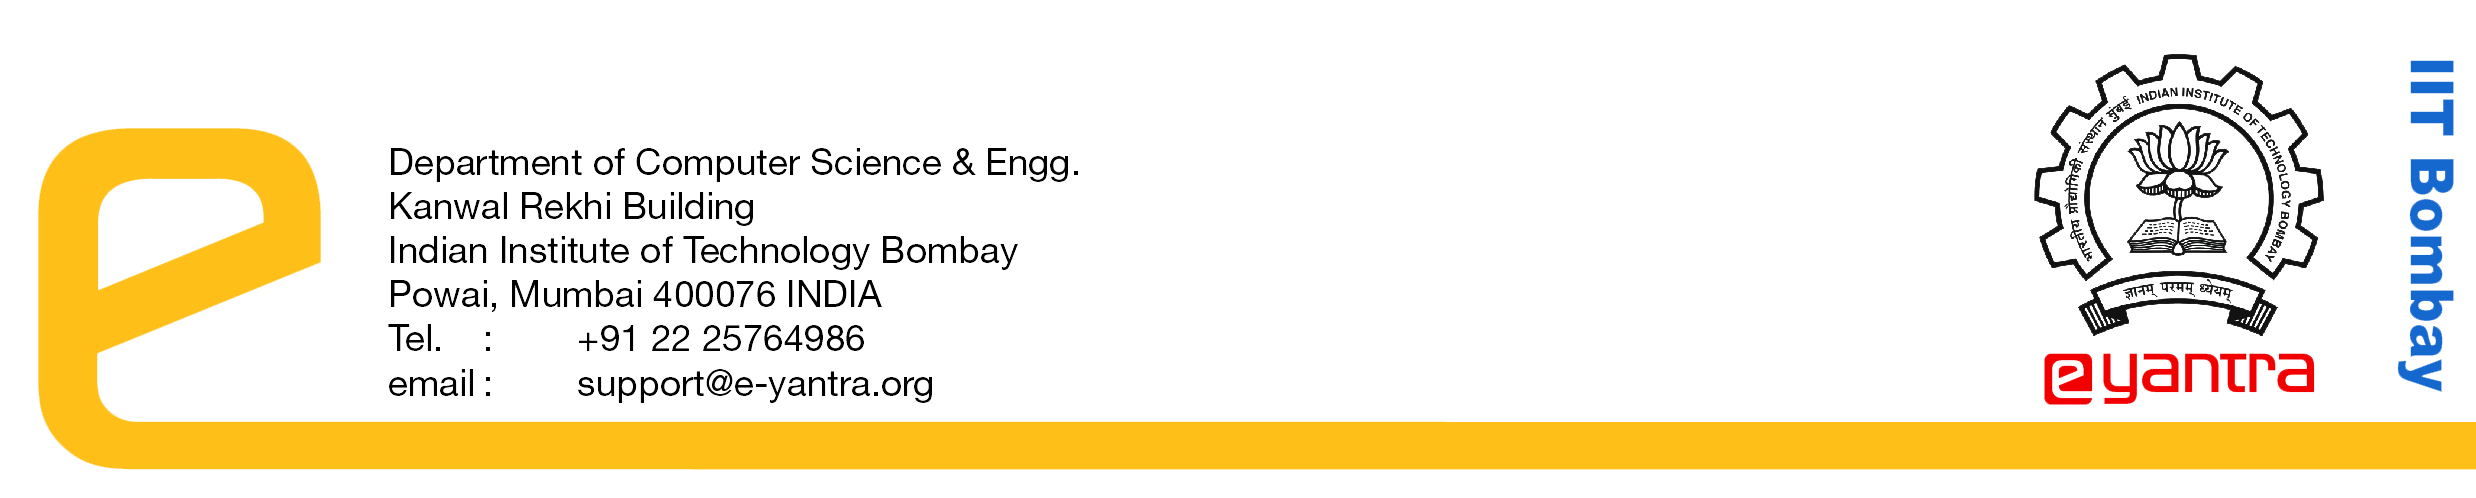 Department of Computer Science & Engg.
Kanwal Rekhi Building
Indian Institute of Technology Bombay
Powai, Mumbai 400076 INDIA
Tel. : +91 22 25764986
email : support@e-yantra.org
भारतीय प्रौद्योगिकी संस्थान मुंबई INDIAN INSTITUTE OF TECHNOLOGY BOMBAY
ज्ञानम् परमम् ध्येयम्
eyantra
IIT Bombay